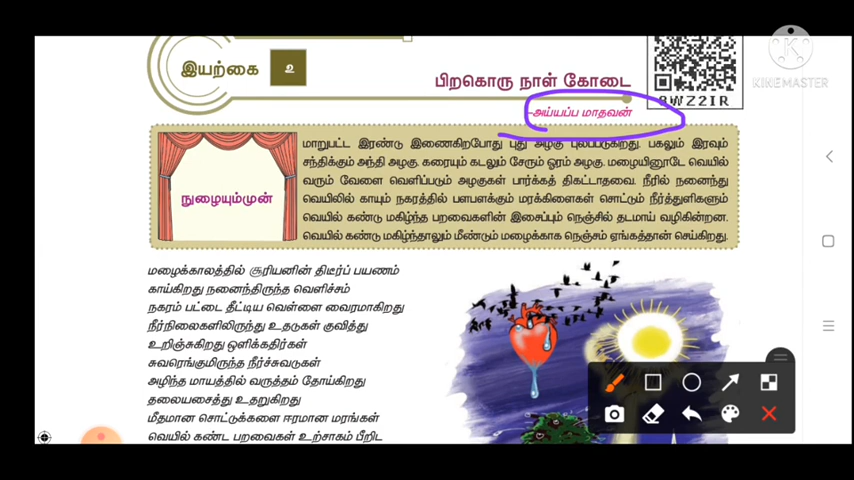 KINEMASTER
இயற்கை
உ
பிறகொரு நாள் கோடை
8WZ2IR
-அய்யப்ப மாதவன்
நுழையும்முன்
மாறுபட்ட இரண்டு இணைகிறபோது புது அழகு புலப்படுகிறது. பகலும் இரவும்
சந்திக்கும் அந்தி அழகு. கரையும் கடலும் சேரும் ஓரம் அழகு. மழையினூடே வெயில்
வரும் வேளை வெளிப்படும் அழகுகள் பார்க்கத் திகட்டாதவை. நீரில் நனைந்து
வெயிலில் காயும் நகரத்தில் பளபளக்கும் மரக்கிளைகள் சொட்டும் நீர்த்துளிகளும்
வெயில் கண்டு மகிழ்ந்த பறவைகளின் இசைப்பும் நெஞ்சில் தடமாய் வழிகின்றன.
வெயில் கண்டு மகிழ்ந்தாலும் மீண்டும் மழைக்காக நெஞ்சம் ஏங்கத்தான் செய்கிறது.
மழைக்காலத்தில் சூரியனின் திடீர்ப் பயணம்
காய்கிறது நனைந்திருந்த வெளிச்சம்
நகரம் பட்டை தீட்டிய வெள்ளை வைரமாகிறது
நீர்நிலைகளிலிருந்து உதடுகள் குவித்து
உறிஞ்சுகிறது ஒளிக்கதிர்கள்
சுவரெங்குமிருந்த நீர்ச்சுவடுகள்
அழிந்த மாயத்தில் வருத்தம் தோய்கிறது
தலையசைத்து உதறுகிறது
மீதமான சொட்டுக்களை ஈரமான மரங்கள்
வெயில் கண்ட பறவைகள் உற்சாகம் பீறிட